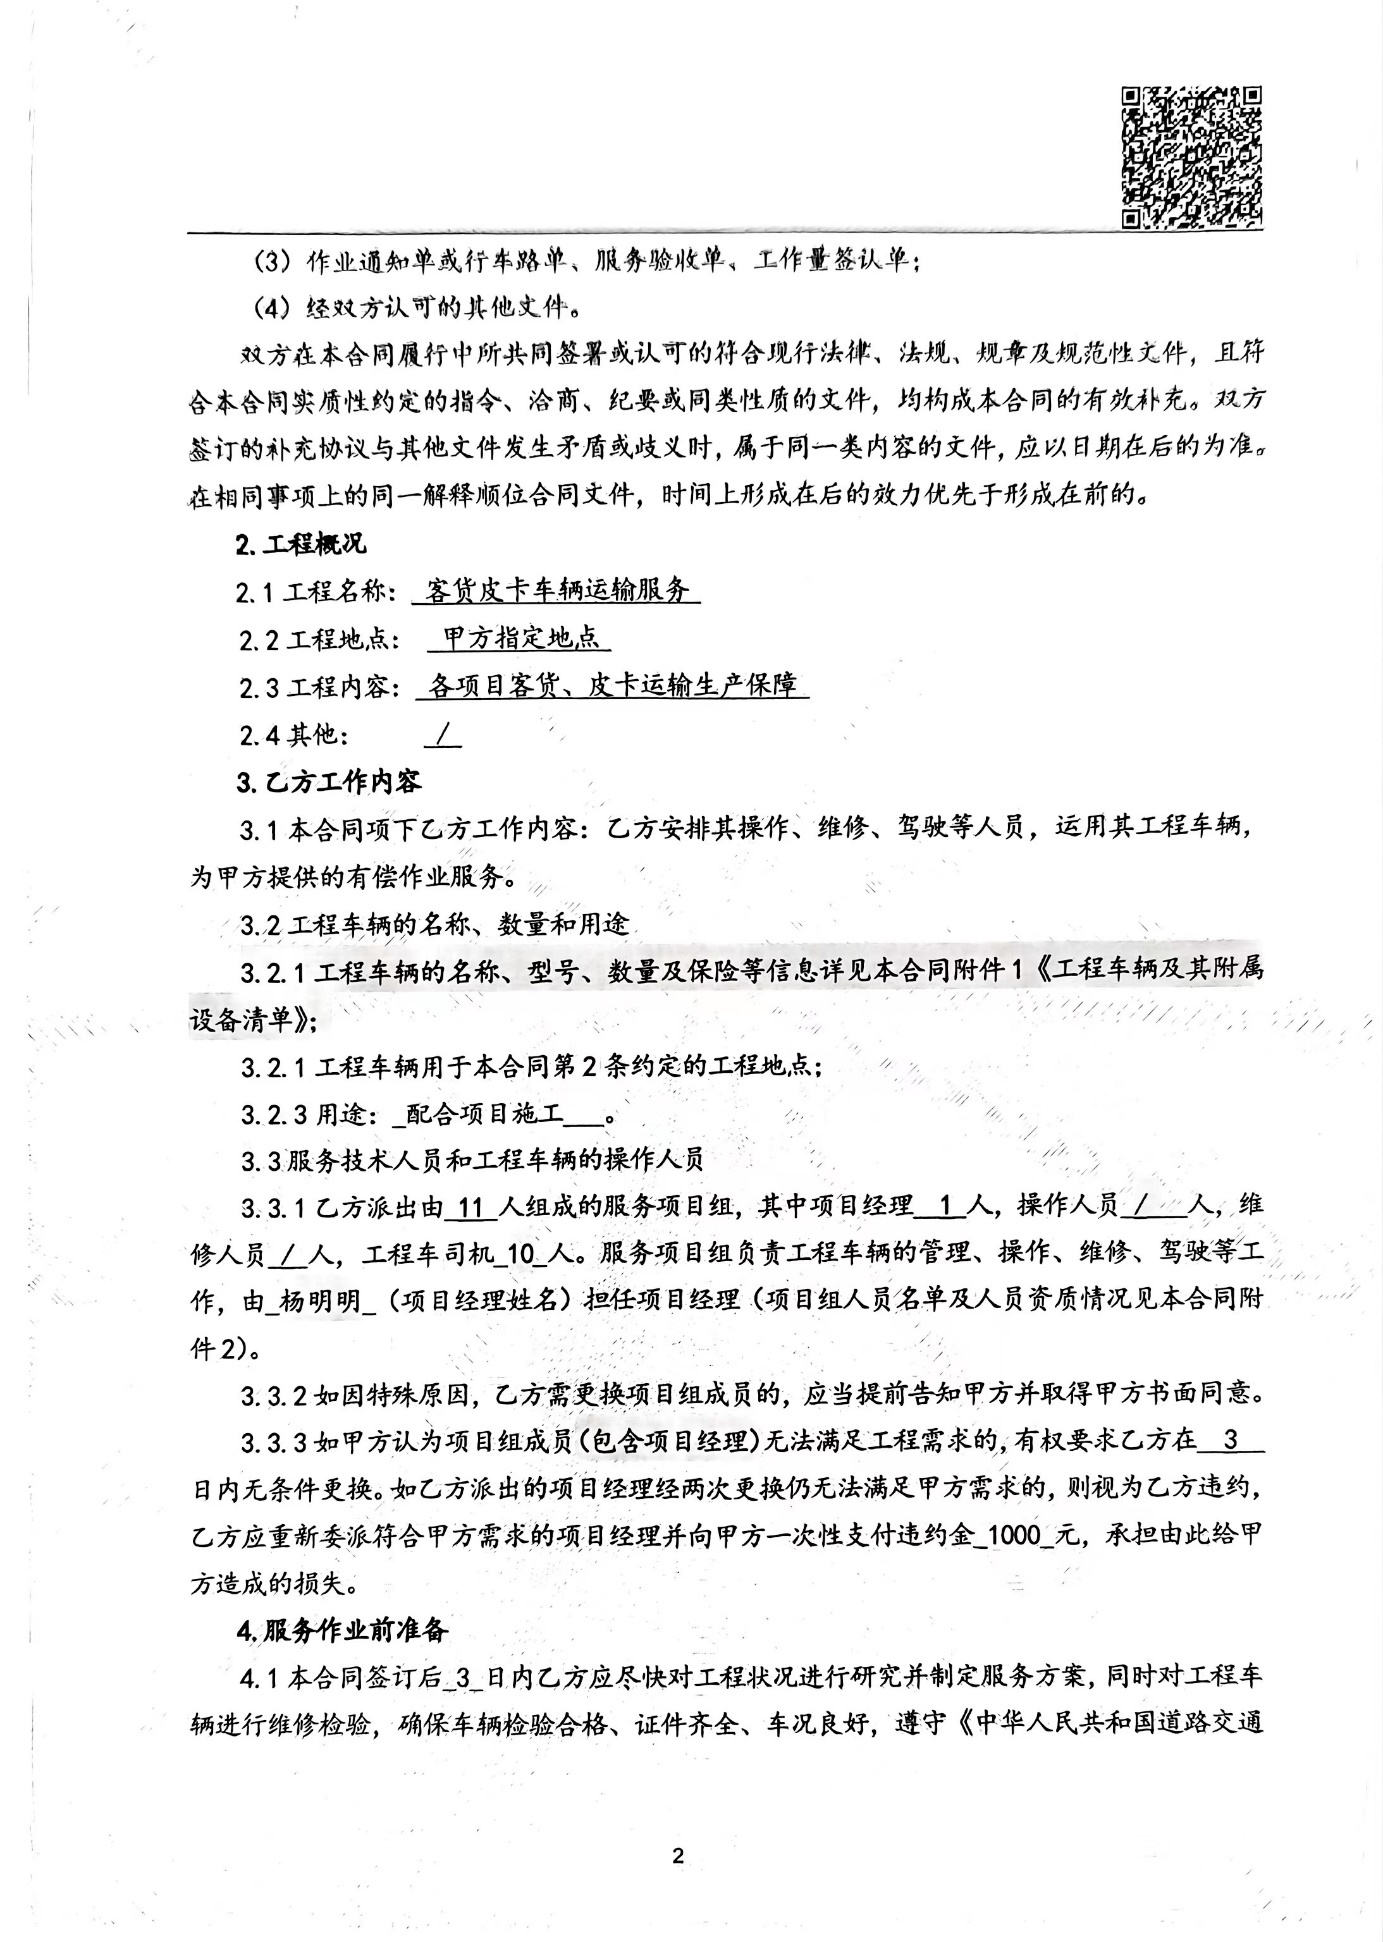 （3）作业通知单或行车路单、服务验收单、工作量签认单；
（4）经双方认可的其他文件。
双方在本合同履行中所共同签署或认可的符合现行法律、法规、规章及规范性文件，且符
合本合同实质性约定的指令、洽商、纪要或同类性质的文件，均构成本合同的有效补充。双方
签订的补充协议与其他文件发生矛盾或歧义时，属于同一类内容的文件，应以日期在后的为准。
在相同事项上的同一解释顺位合同文件，时间上形成在后的效力优先于形成在前的。
2.工程概况
2.1工程名称：客货皮卡车辆运输服务
2.2工程地点： 甲方指定地点
2.3工程内容：各项目客货、皮卡运输生产保障
2.4其他： /
3.乙方工作内容
3.1本合同项下乙方工作内容：乙方安排其操作、维修、驾驶等人员，运用其工程车辆，
为甲方提供的有偿作业服务。
3.2工程车辆的名称、数量和用途
3.2.1工程车辆的名称、型号、数量及保险等信息详见本合同附件1《工程车辆及其附属
设备清单》；
3.2.1工程车辆用于本合同第2条约定的工程地点；
3.2.3用途：_配合项目施工___。
3.3服务技术人员和工程车辆的操作人员
3.3.1乙方派出由_11_人组成的服务项目组，其中项目经理__1_人，操作人员_/___人，维
修人员_/_人，工程车司机_10_人。服务项目组负责工程车辆的管理、操作、维修、驾驶等工
作，由_杨明明_（项目经理姓名）担任项目经理（项目组人员名单及人员资质情况见本合同附
件2）。
3.3.2如因特殊原因，乙方需更换项目组成员的，应当提前告知甲方并取得甲方书面同意。
3.3.3如甲方认为项目组成员（包含项目经理）无法满足工程需求的，有权要求乙方在__3__
日内无条件更换。如乙方派出的项目经理经两次更换仍无法满足甲方需求的，则视为乙方违约，
乙方应重新委派符合甲方需求的项目经理并向甲方一次性支付违约金_1000_元，承担由此给甲
方造成的损失。
4.服务作业前准备
4.1本合同签订后_3_日内乙方应尽快对工程状况进行研究并制定服务方案，同时对工程车
辆进行维修检验，确保车辆检验合格、证件齐全、车况良好，遵守《中华人民共和国道路交通
2